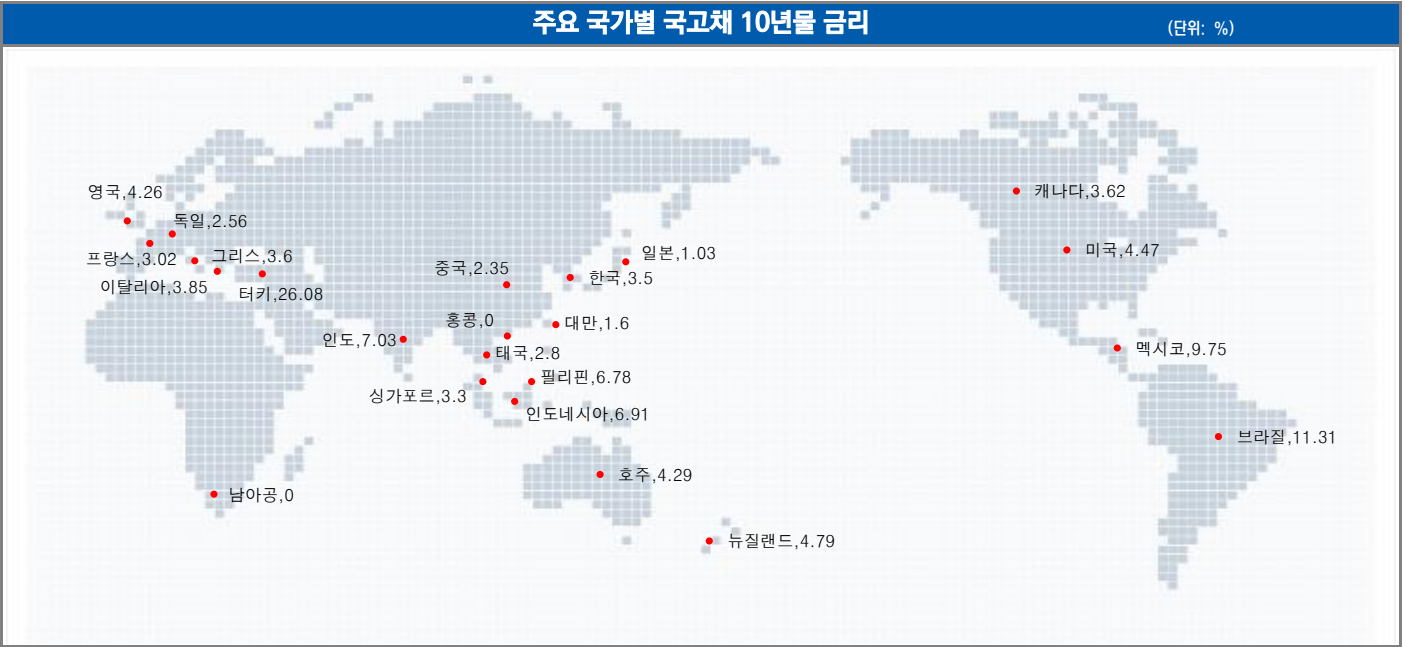 주요 국가별 국고채 10년물 금리
(단위: %)
영국,4.26
캐나다,3.62
독일,2.56
프랑스,3.02
그리스,3.6
일본,1.03
미국,4.47
이탈리아,3.85
터키,26.08
중국,2.35
한국,3.5
홍콩,0
대만,1.6
인도,7.03
태국,2.8
멕시코,9.75
싱가포르,3.3
필리핀,6.78
인도네시아,6.91
브라질,11.31
호주,4.29
남아공,0
뉴질랜드,4.79